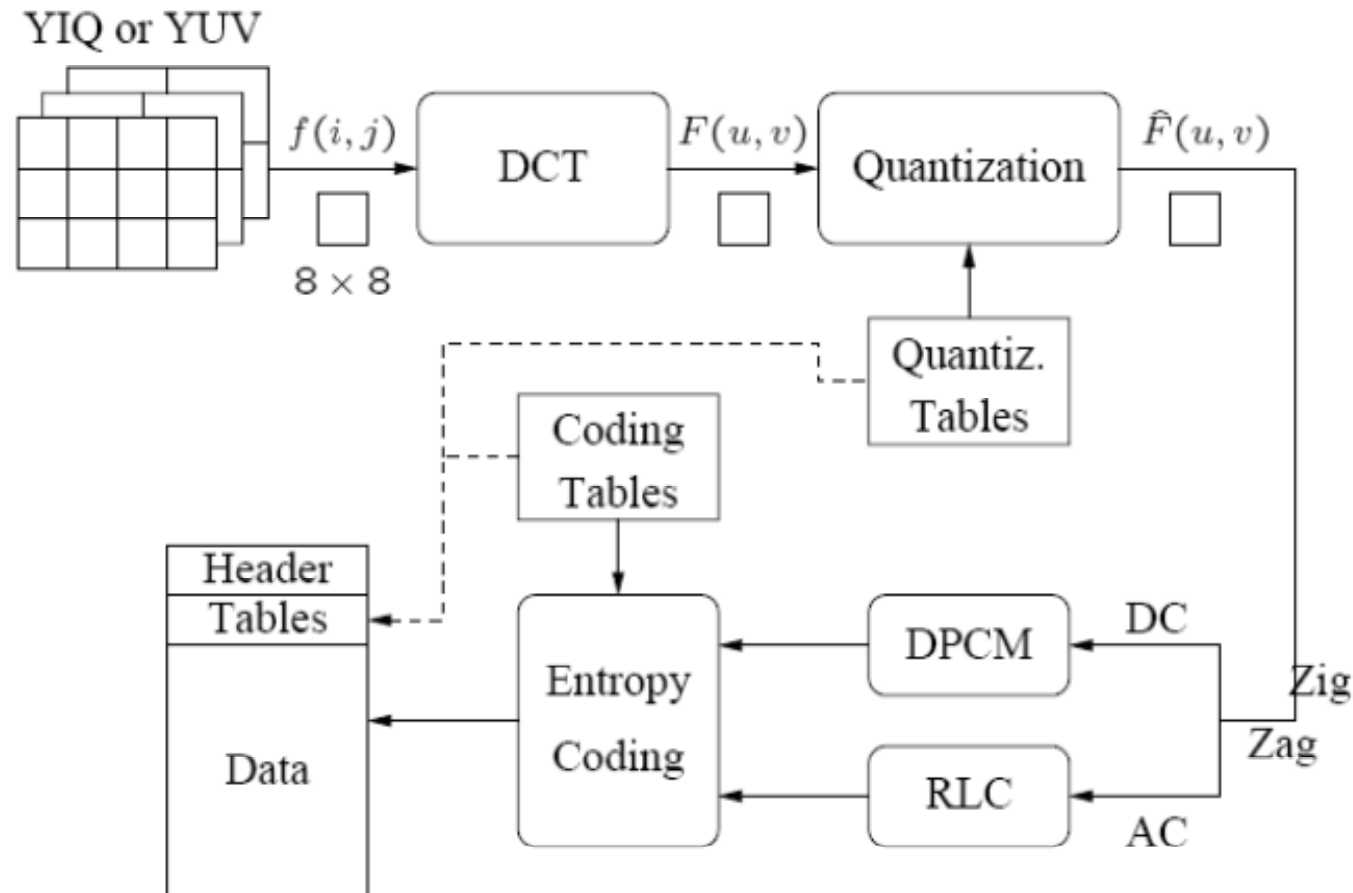 YIQ or YUV
f(i, j)
DCT
F(u, v)
Quantization
F̂(u, v)
8 × 8
Quantiz.
Tables
Coding
Tables
Header
Tables
Data
Entropy
Coding
DPCM
DC
Zig
Zag
RLC
AC